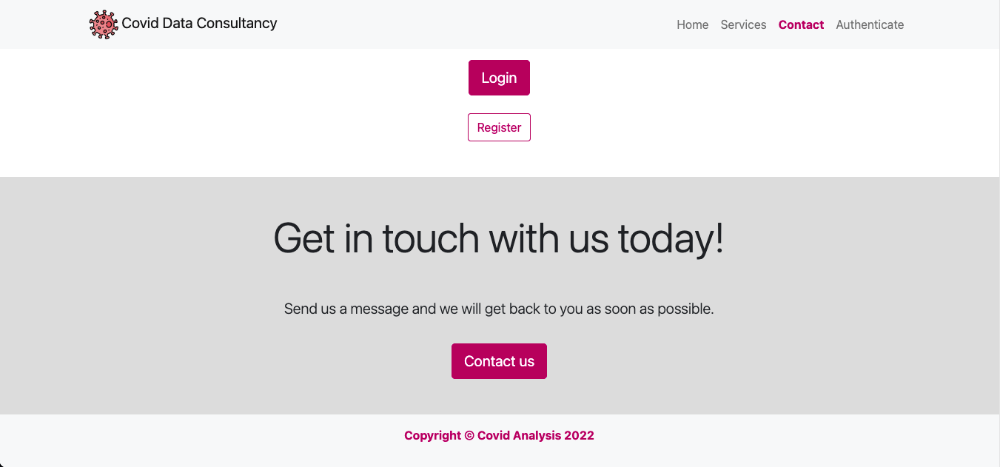 Covid Data Consultancy
Home Services Contact Authenticate
Login
Register
Get in touch with us today!
Send us a message and we will get back to you as soon as possible.
Contact us
Copyright © Covid Analysis 2022